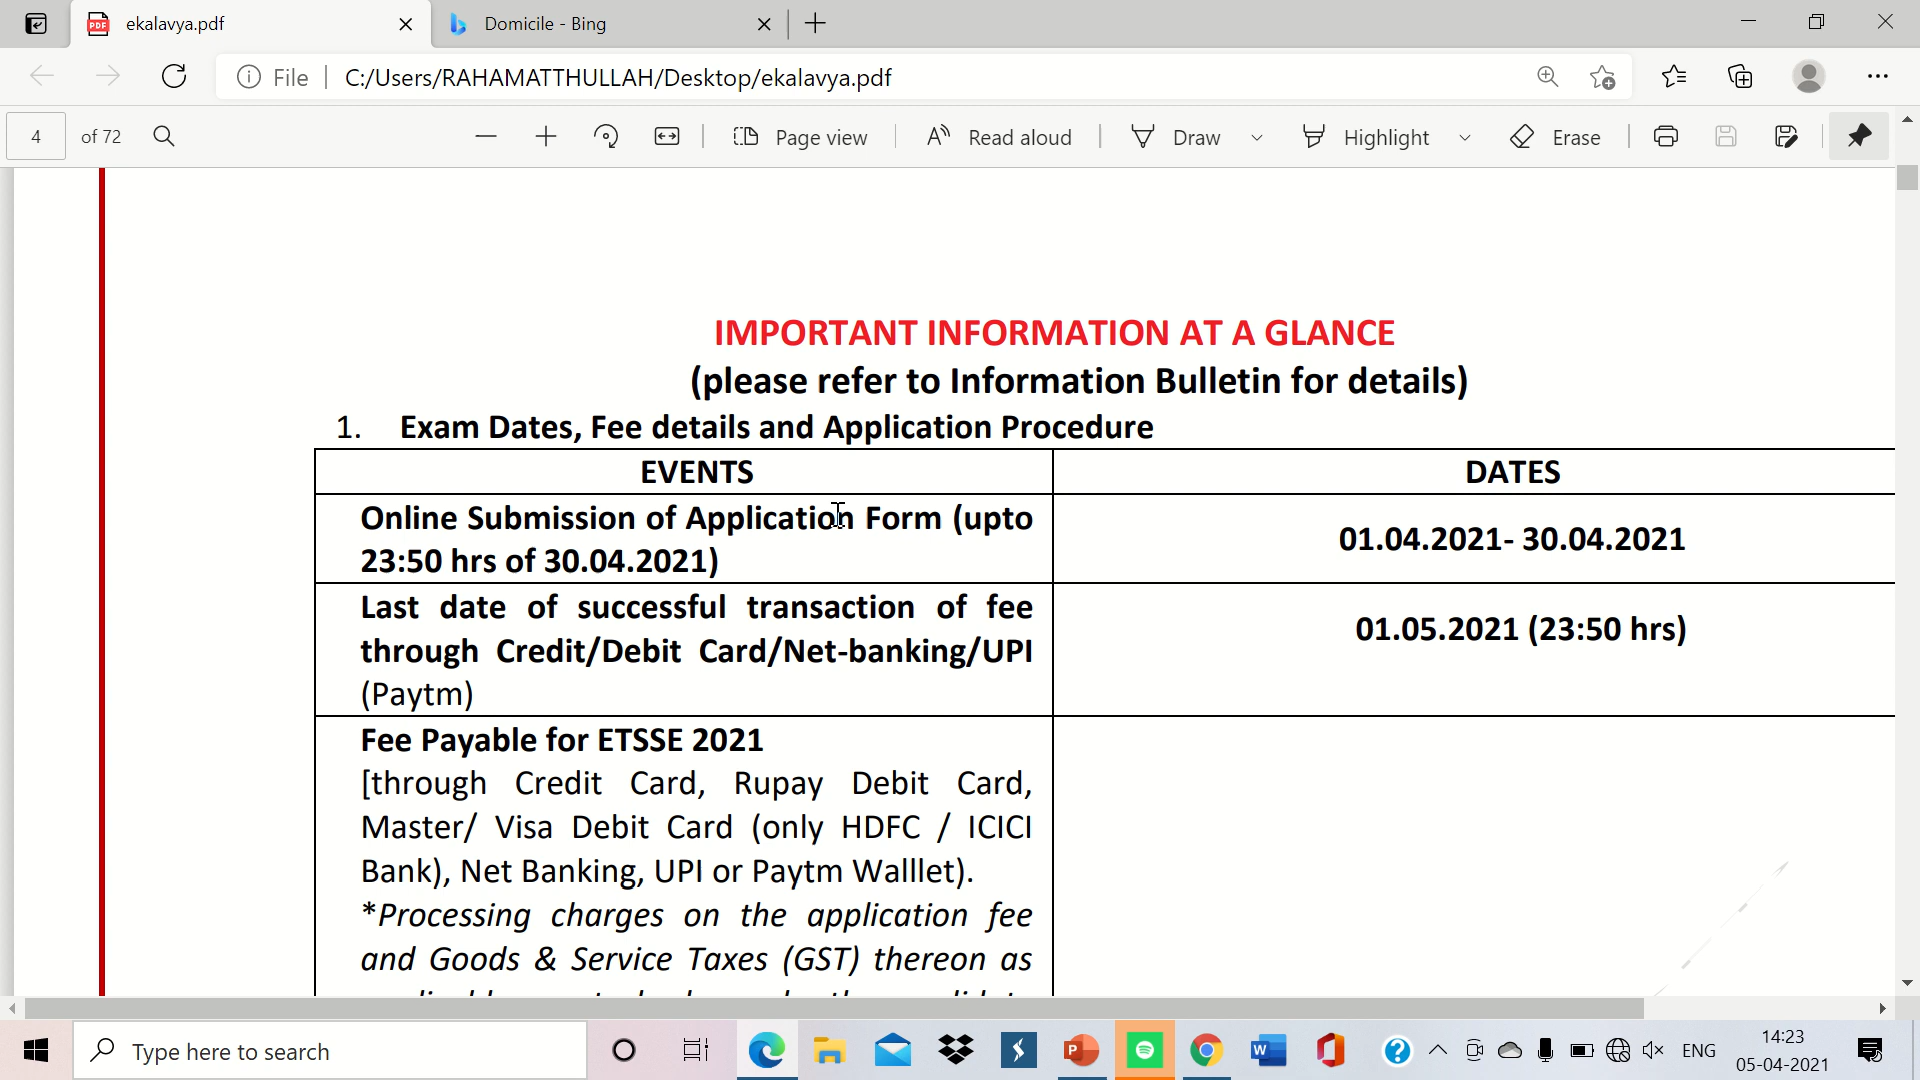 ekalavya.pdf
Domicile - Bing
File
C:/Users/RAHAMATTHULLAH/Desktop/ekalavya.pdf
4 of 72
Page view
Read aloud
Draw
Highlight
Erase
IMPORTANT INFORMATION AT A GLANCE
(please refer to Information Bulletin for details)
1. Exam Dates, Fee details and Application Procedure
EVENTS
DATES
Online Submission of Application Form (upto
23:50 hrs of 30.04.2021)
01.04.2021- 30.04.2021
Last date of successful transaction of fee
through Credit/Debit Card/Net-banking/UPI
(Paytm)
01.05.2021 (23:50 hrs)
Fee Payable for ETSSE 2021
[through Credit Card, Rupay Debit Card,
Master/ Visa Debit Card (only HDFC / ICICI
Bank), Net Banking, UPI or Paytm Walllet).
*Processing charges on the application fee
and Goods & Service Taxes (GST) thereon as
Type here to search
ENG
14:23
05-04-2021